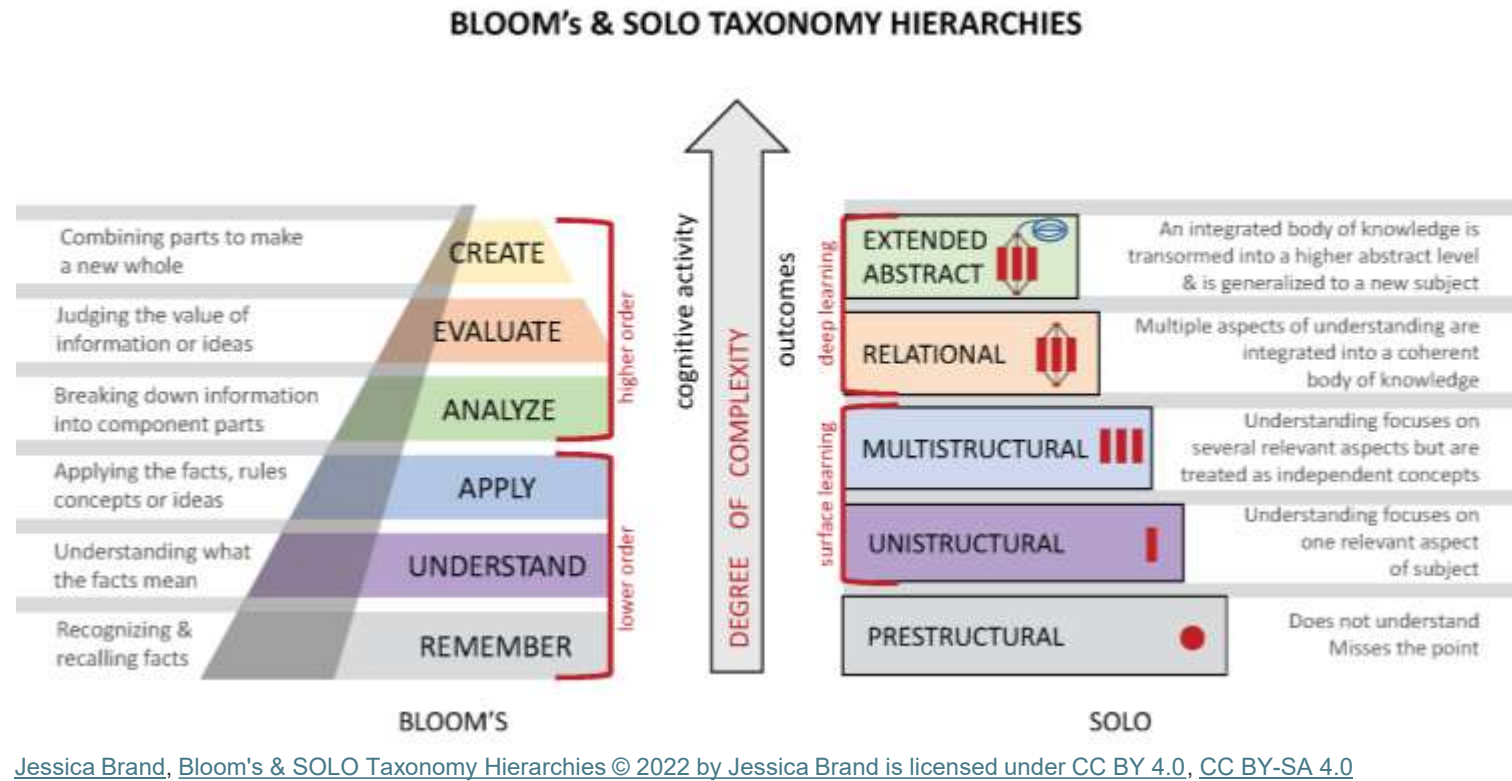 BLOOM's & SOLO TAXONOMY HIERARCHIES
Combining parts to make
a new whole
CREATE
Judging the value of
information or ideas
EVALUATE
Breaking down information
into component parts
ANALYZE
higher order
Applying the facts, rules
concepts or ideas
APPLY
Understanding what
the facts mean
UNDERSTAND
Recognizing &
recalling facts
REMEMBER
lower order
BLOOM'S
cognitive activity
DEGREE OF COMPLEXITY
outcomes
deep learning
EXTENDED
ABSTRACT
An integrated body of knowledge is
transormed into a higher abstract level
& is generalized to a new subject
RELATIONAL
Multiple aspects of understanding are
integrated into a coherent
body of knowledge
surface learning
MULTISTRUCTURAL
Understanding focuses on
several relevant aspects but are
treated as independent concepts
UNISTRUCTURAL
Understanding focuses on
one relevant aspect
of subject
PRESTRUCTURAL
Does not understand
Misses the point
SOLO
Jessica Brand, Bloom's & SOLO Taxonomy Hierarchies © 2022 by Jessica Brand is licensed under CC BY 4.0, CC BY-SA 4.0